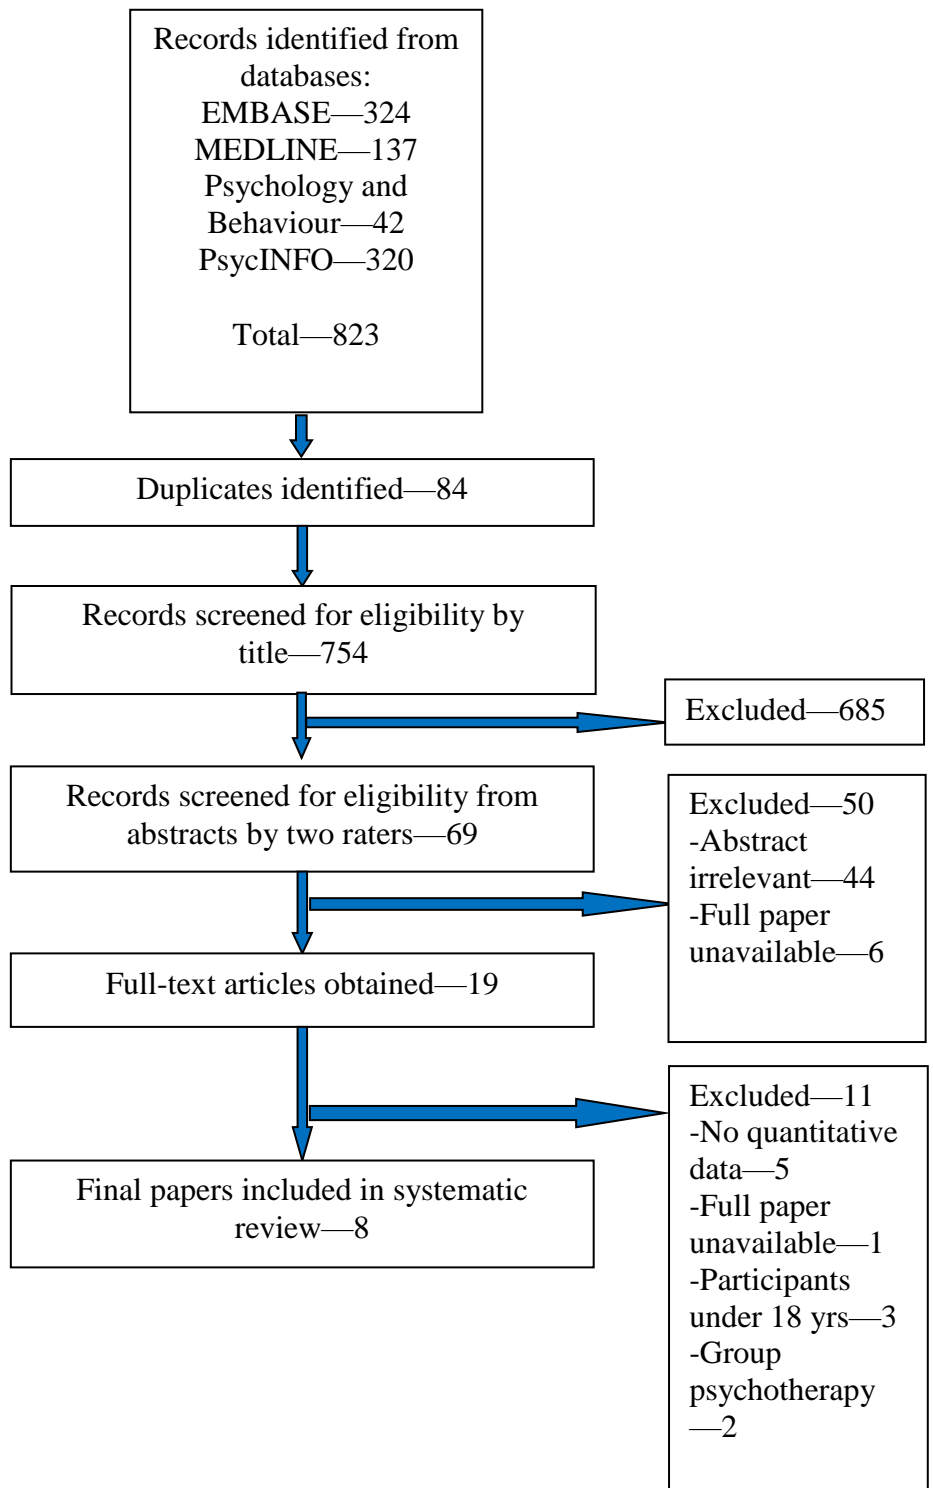 Records identified from
databases:
EMBASE—324
MEDLINE—137
Psychology and
Behaviour—42
PsycINFO—320
Total—823
Duplicates identified—84
Records screened for eligibility by
title—754
Excluded—685
Records screened for eligibility from
abstracts by two raters—69
Excluded—50
-Abstract
irrelevant—44
-Full paper
unavailable—6
Full-text articles obtained—19
Excluded—11
-No quantitative
data—5
-Full paper
unavailable—1
-Participants
under 18 yrs—3
-Group
psychotherapy
—2
Final papers included in systematic
review—8